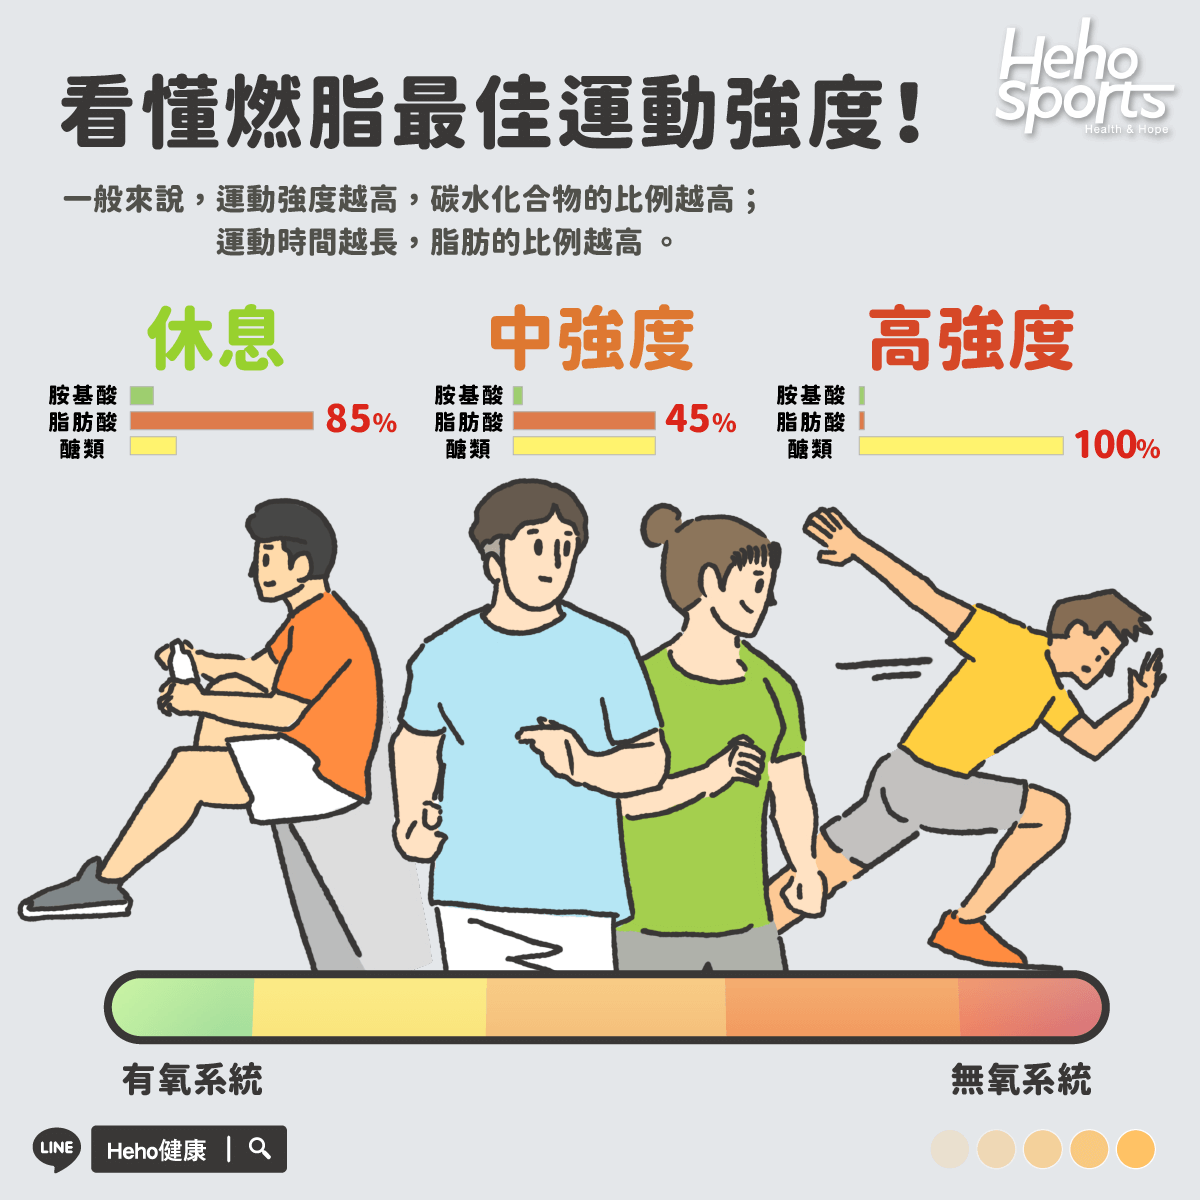 Heho
Sports
Health & Hope
看懂燃脂最佳運動強度！
一般來說，運動強度越高，碳水化合物的比例越高；
運動時間越長，脂肪的比例越高。
休息
胺基酸
脂肪酸 85%
醣類
中強度
胺基酸
脂肪酸 45%
醣類
高強度
胺基酸
脂肪酸
醣類 100%
有氧系統
無氧系統
LINE Heho健康